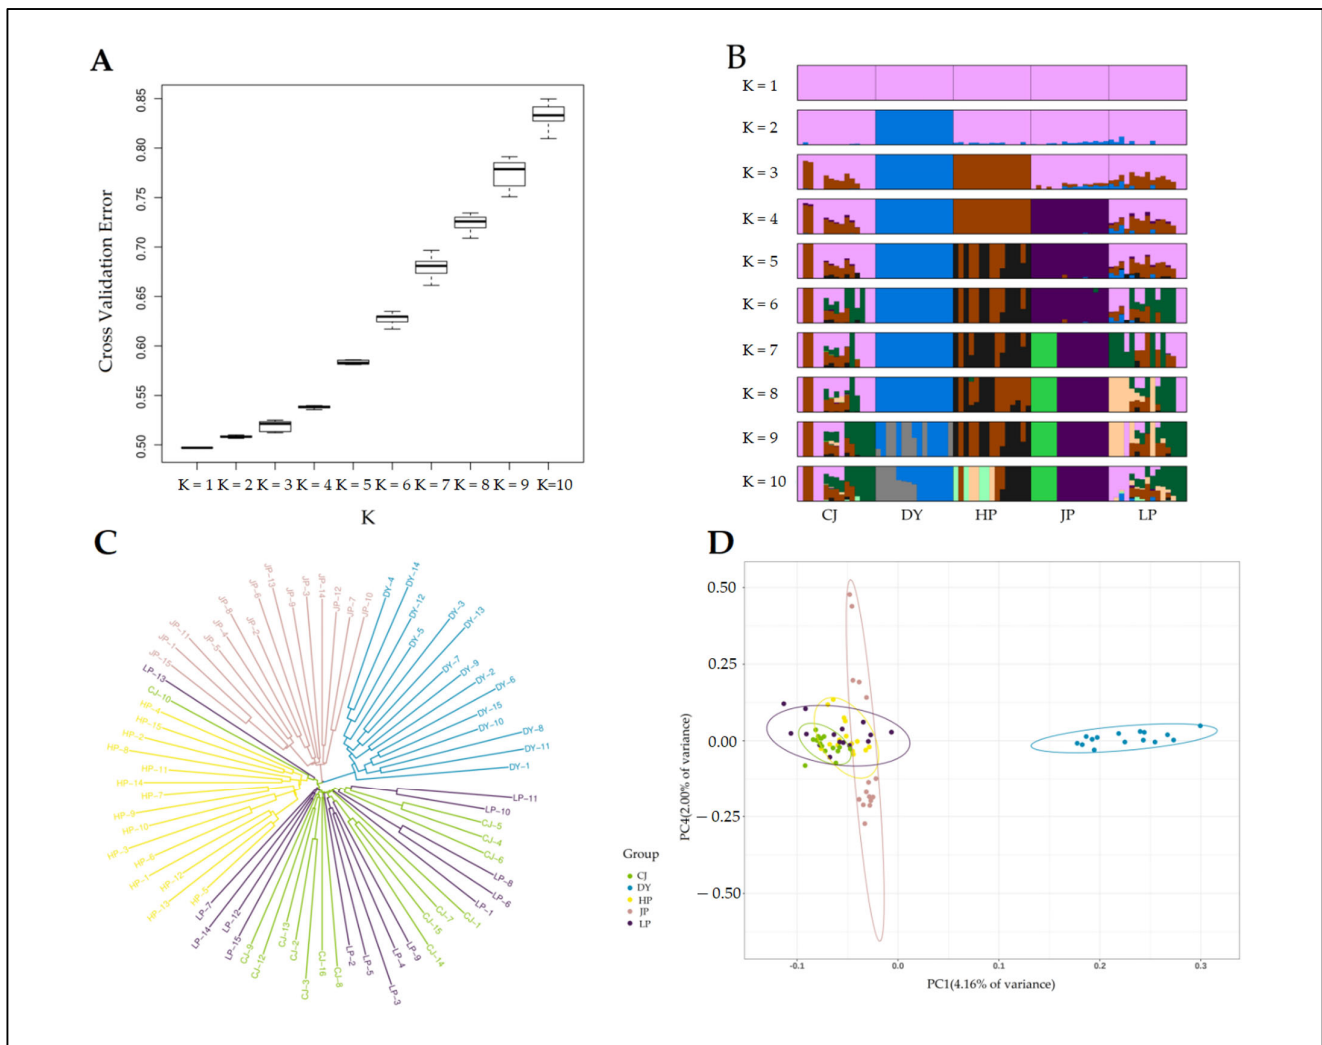 A
0.85
0.80
0.75
0.70
0.65
0.60
0.55
0.50
Cross Validation Error
K = 1 K = 2 K = 3 K = 4 K = 5 K = 6 K = 7 K = 8 K = 9 K=10
K
B
K = 1
K = 2
K = 3
K = 4
K = 5
K = 6
K = 7
K = 8
K = 9
K = 10
CJ DY HP JP LP
C
DY-4
DY-14
DY-12
DY-3
DY-5
DY-13
DY-7
DY-9
DY-2
DY-6
DY-15
DY-10
DY-8
DY-11
DY-1
LP-11
LP-10
CJ-5
CJ-4
CJ-6
LP-8
LP-6
LP-1
CJ-1
CJ-7
CJ-15
CJ-14
LP-9
LP-4
LP-3
LP-5
LP-2
CJ-8
CJ-16
CJ-3
CJ-2
CJ-13
CJ-12
CJ-9
LP-15
LP-12
LP-14
LP-7
HP-5
HP-13
HP-12
HP-1
HP-6
HP-3
HP-10
HP-9
HP-7
HP-14
HP-11
HP-2
HP-15
HP-4
CJ-10
LP-13
JP-15
JP-1
JP-11
JP-5
JP-4
JP-2
JP-6
JP-13
JP-9
JP-3
JP-14
JP-12
JP-7
JP-10
Group
CJ
DY
HP
JP
LP
D
0.50
0.25
0.00
—0.25
—0.50
PC4(2.00% of variance)
-0.1 0.0 0.1 0.2 0.3
PC1(4.16% of variance)